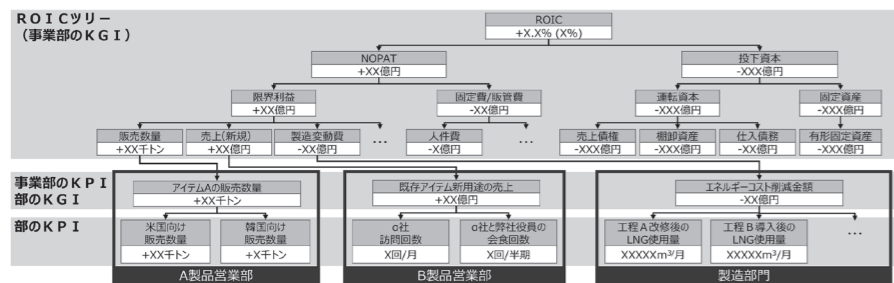 ROICツリー
(事業部のKGI)
ROIC
+X.X% (X%)
NOPAT
+XX億円
投下資本
-XXX億円
限界利益
+XX億円
固定費/販管費
-XX億円
運転資本
-XXX億円
固定資産
-XXX億円
販売数量
+XX千トン
売上(新規)
+XX億円
製造変動費
-XX億円
…
人件費
-X億円
…
売上債権
-XXX億円
棚卸資産
-XXX億円
仕入債務
-XXX億円
有形固定資産
-XXX億円
事業部のKPI
部のKGI
アイテムAの販売数量
+XX千トン
既存アイテム新用途の売上
+XX億円
エネルギーコスト削減金額
-XX億円
部のKPI
米国向け
販売数量
+XX千トン
韓国向け
販売数量
+X千トン
α社
訪問回数
X回/月
α社と弊社役員の
会食回数
X回/半期
工程A改修後の
LNG使用量
XXXXXm³/月
工程B導入後の
LNG使用量
XXXXXm³/月
…
A製品営業部
B製品営業部
製造部門